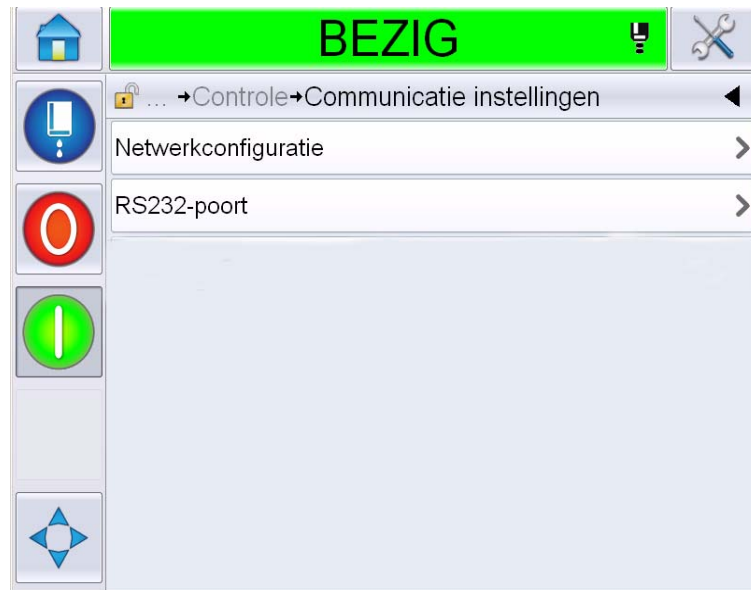 BEZIG
... →Controle→Communicatie instellingen
Netwerkconfiguratie
RS232-poort